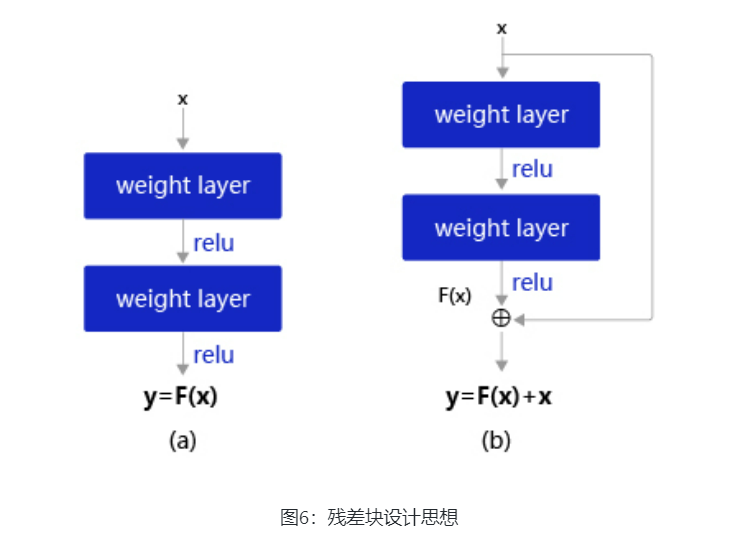 x
weight layer
relu
weight layer
relu
y=F(x)
(a)
x
weight layer
relu
weight layer
relu
F(x)
y=F(x)+x
(b)
图6：残差块设计思想